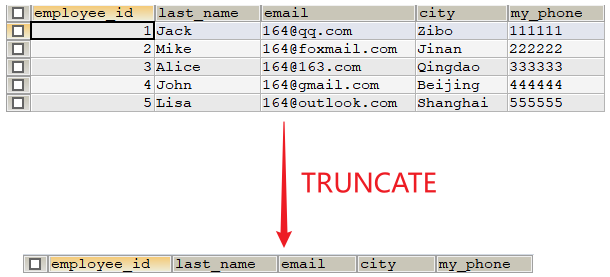 employee_id last_name email city my_phone
1 Jack 164@qq.com Zibo 111111
2 Mike 164@foxmail.com Jinan 222222
3 Alice 164@163.com Qingdao 333333
4 John 164@gmail.com Beijing 444444
5 Lisa 164@outlook.com Shanghai 555555
TRUNCATE
employee_id last_name email city my_phone